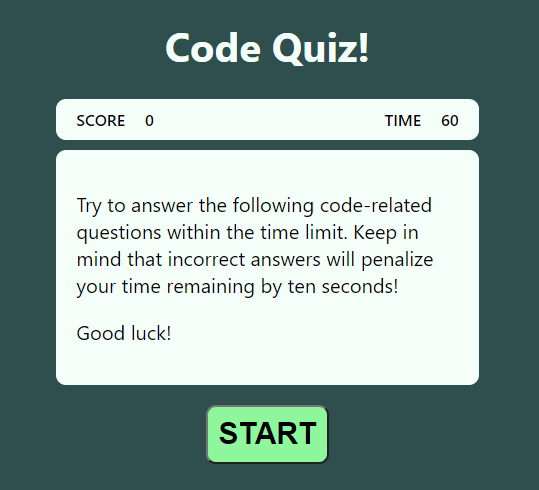 Code Quiz!
SCORE 0 TIME 60
Try to answer the following code-related
questions within the time limit. Keep in
mind that incorrect answers will penalize
your time remaining by ten seconds!
Good luck!
START